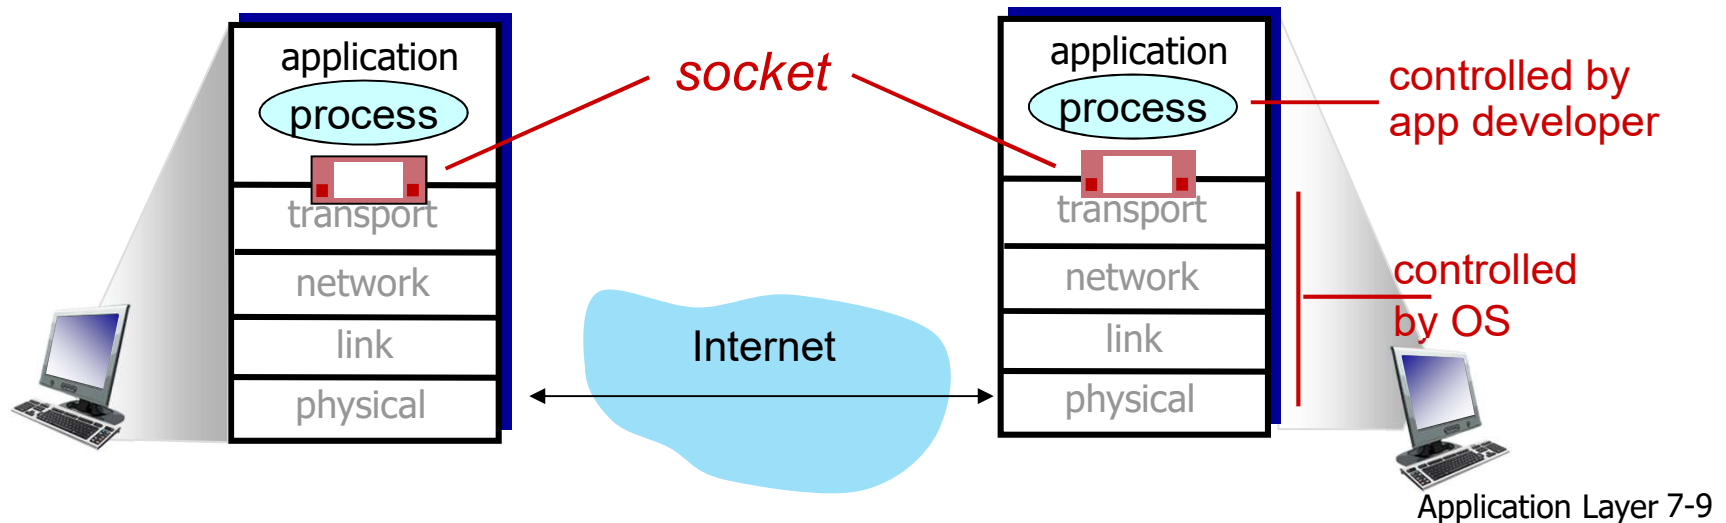 application
process
transport
network
link
physical
socket
Internet
application
process
transport
network
link
physical
controlled by
app developer
controlled
by OS
Application Layer 7-9